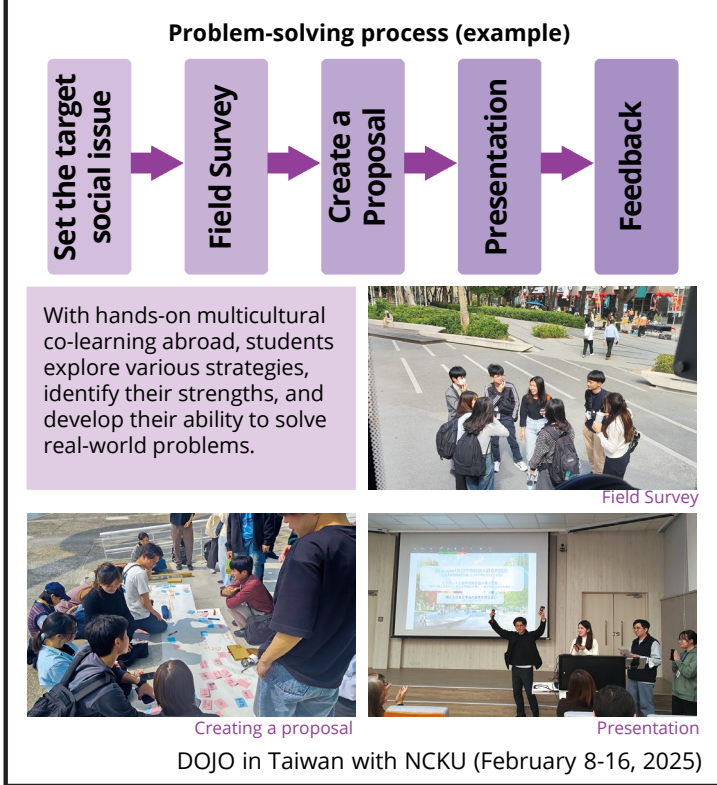 Problem-solving process (example)
Set the target
social issue
Field Survey
Create a
Proposal
Presentation
Feedback
With hands-on multicultural
co-learning abroad, students
explore various strategies,
identify their strengths, and
develop their ability to solve
real-world problems.
Field Survey
Creating a proposal
Presentation
DOJO in Taiwan with NCKU (February 8-16, 2025)